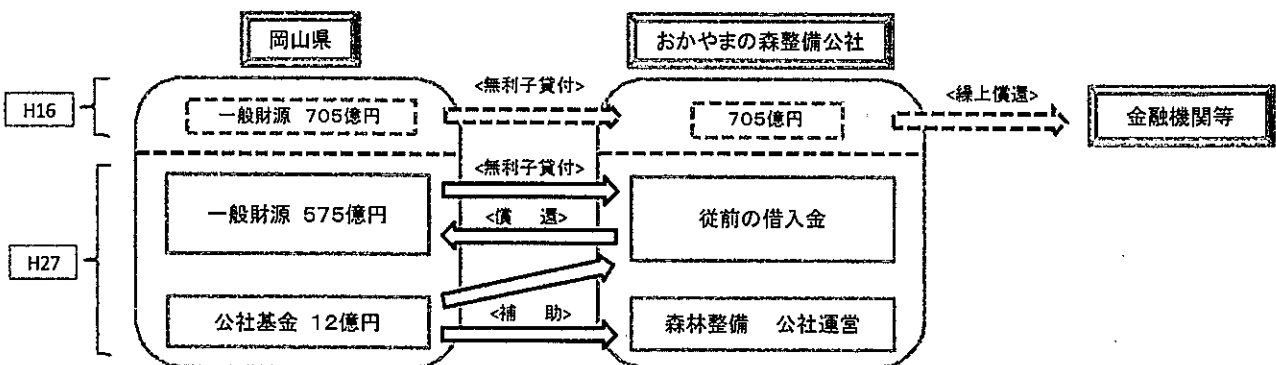 岡山県
おかやまの森整備公社
H16
一般財源 705億円
<無利子貸付>
705億円
<繰上償還>
金融機関等
H27
一般財源 575億円
<無利子貸付>
<償 還>
従前の借入金
公社基金 12億円
<補 助>
森林整備 公社運営